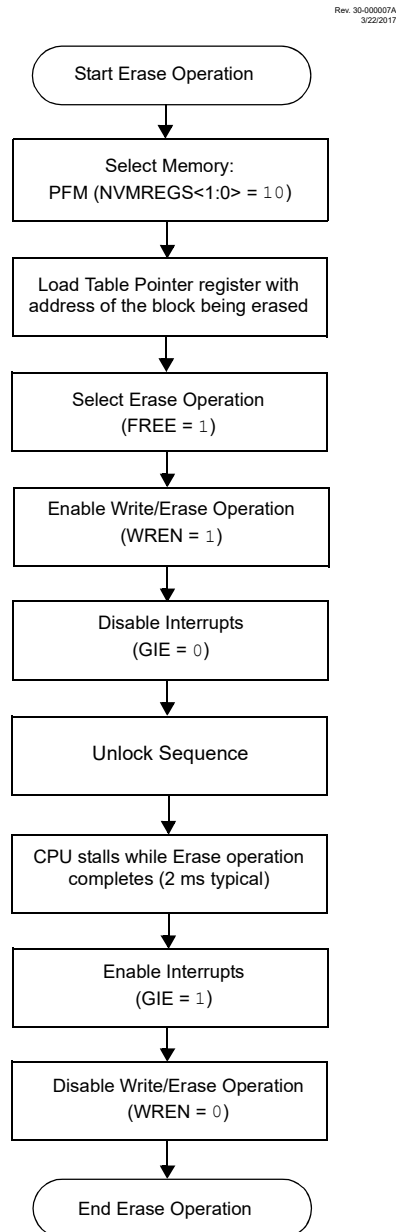 Rev. 30-000007A
3/22/2017
Start Erase Operation
Select Memory:
PFM (NVMREGS<1:0> = 10)
Load Table Pointer register with
address of the block being erased
Select Erase Operation
(FREE = 1)
Enable Write/Erase Operation
(WREN = 1)
Disable Interrupts
(GIE = 0)
Unlock Sequence
CPU stalls while Erase operation
completes (2 ms typical)
Enable Interrupts
(GIE = 1)
Disable Write/Erase Operation
(WREN = 0)
End Erase Operation